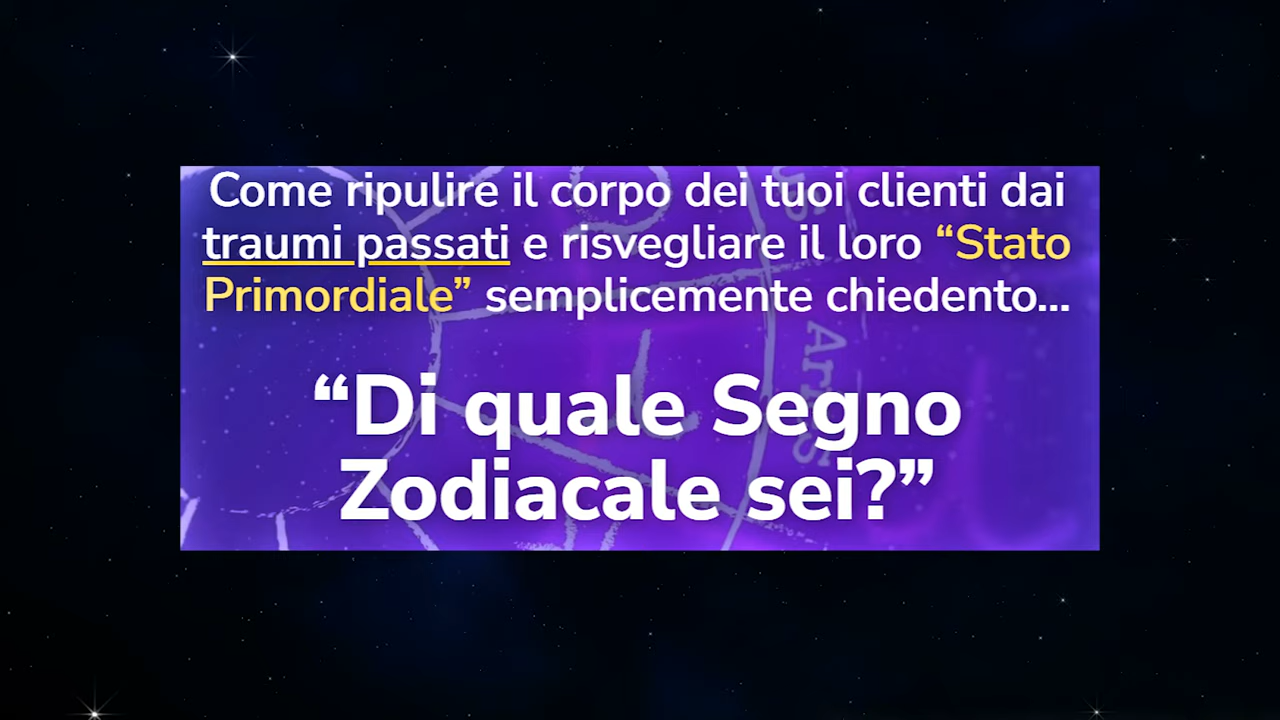 Come ripulire il corpo dei tuoi clienti dai
traumi passati e risvegliare il loro “Stato
Primordiale” semplicemente chiedento...
“Di quale Segno
Zodiacale sei?”
Aries